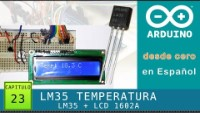 ARDUINO
desde cero
en Español
CAPITULO
23
LM35 TEMPERATURA
LM35 + LCD 1602A